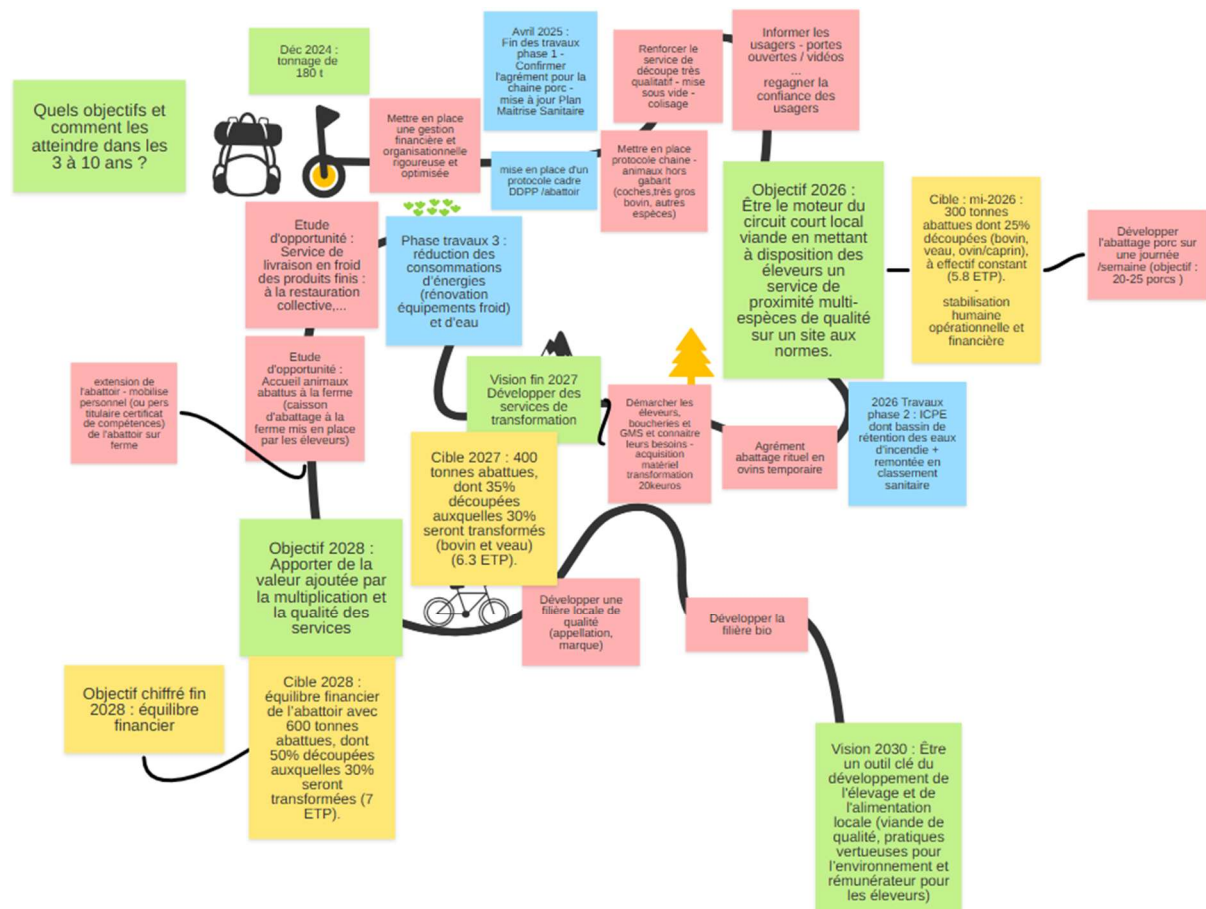 Quels objectifs et
comment les
atteindre dans les
3 à 10 ans ?
Déc 2024 :
tonnage de
180 t
Mettre en place
une gestion
financière et
organisationnelle
rigoureuse et
optimisée
Avril 2025 :
Fin des travaux
phase 1 -
Confirmer
l'agrément pour la
chaine porc -
mise à jour Plan
Maitrise Sanitaire
mise en place d'un
protocole cadre
DDPP /abattoir
Renforcer le
service de
découpe très
qualitatif - mise
sous vide -
colisage
Mettre en place
protocole chaine -
animaux hors
gabarit
(coches,très gros
bovin, autres
espèces)
Informer les
usagers - portes
ouvertes / vidéos
...
regagner la
confiance des
usagers
Objectif 2026 :
Être le moteur du
circuit court local
viande en mettant
à disposition des
éleveurs un
service de
proximité multi-
espèces de qualité
sur un site aux
normes.
Cible : mi-2026 :
300 tonnes
abattues dont 25%
découpées (bovin,
veau, ovin/caprin),
à effectif constant
(5.8 ETP).
-
stabilisation
humaine
opérationnelle et
financière
Développer
l'abattage porc sur
une journée
/semaine (objectif :
20-25 porcs )
2026 Travaux
phase 2 : ICPE
dont bassin de
rétention des eaux
d'incendie +
remontée en
classement
sanitaire
Agrément
abattage rituel en
ovins temporaire
Démarcher les
éleveurs,
boucheries et
GMS et connaitre
leurs besoins -
acquisition
matériel
transformation
20keuros
Vision fin 2027
Développer des
services de
transformation
Cible 2027 : 400
tonnes abattues,
dont 35%
découpées
auxquelles 30%
seront transformés
(bovin et veau)
(6.3 ETP).
Phase travaux 3 :
réduction des
consommations
d'énergies
(rénovation
équipements froid)
et d'eau
Etude
d'opportunité :
Service de
livraison en froid
des produits finis :
à la restauration
collective,...
Etude
d'opportunité :
Accueil animaux
abattus à la ferme
(caisson
d'abattage à la
ferme mis en place
par les éleveurs)
extension de
l'abattoir - mobilise
personnel (ou pers
titulaire certificat
de compétences)
de l'abattoir sur
ferme
Objectif 2028 :
Apporter de la
valeur ajoutée par
la multiplication et
la qualité des
services
Cible 2028 :
équilibre financier
de l'abattoir avec
600 tonnes
abattues, dont
50% découpées
auxquelles 30%
seront
transformées (7
ETP).
Objectif chiffré fin
2028 : équilibre
financier
Développer une
filière locale de
qualité
(appellation,
marque)
Développer la
filière bio
Vision 2030 : Être
un outil clé du
développement de
l'élevage et de
l'alimentation
locale (viande de
qualité, pratiques
vertueuses pour
l'environnement et
rémunérateur pour
les éleveurs)